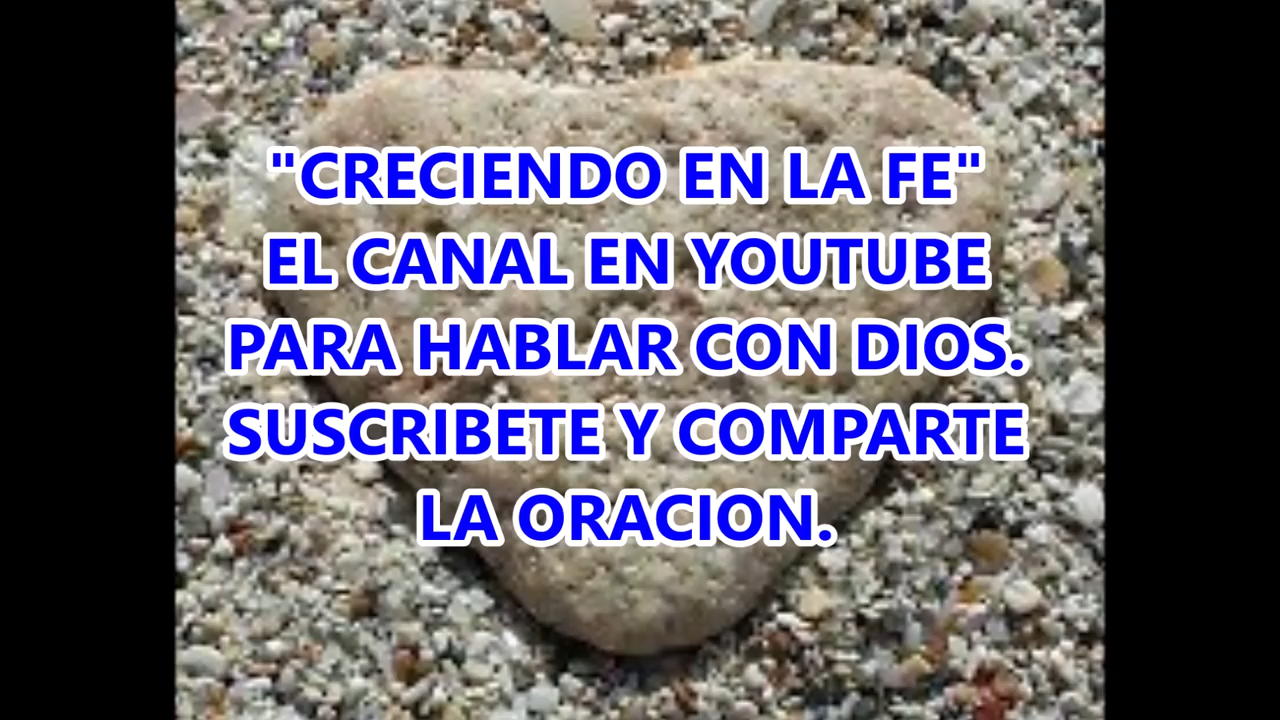 "CRECIENDO EN LA FE"
EL CANAL EN YOUTUBE
PARA HABLAR CON DIOS.
SUSCRIBETE Y COMPARTE
LA ORACION.